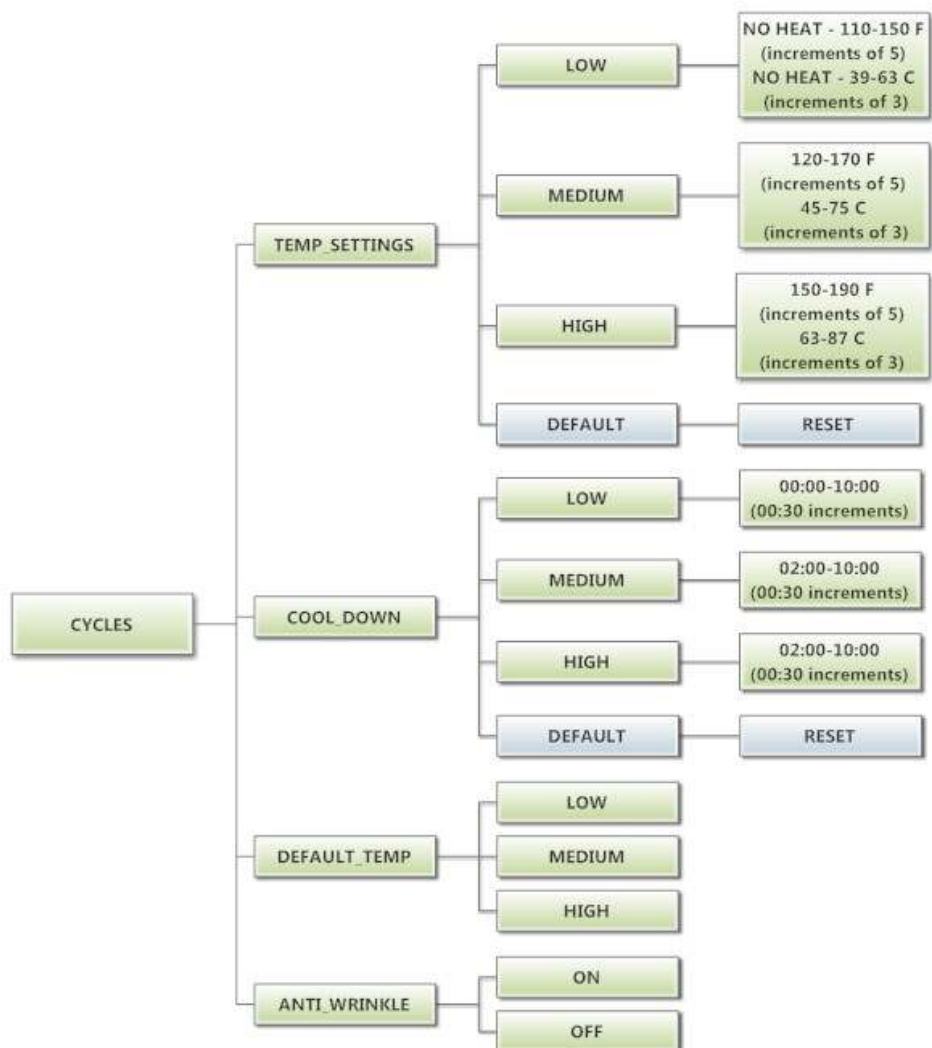 CYCLES
TEMP_SETTINGS
LOW
NO HEAT - 110-150 F
(increments of 5)
NO HEAT - 39-63 C
(increments of 3)
MEDIUM
120-170 F
(increments of 5)
45-75 C
(increments of 3)
HIGH
150-190 F
(increments of 5)
63-87 C
(increments of 3)
DEFAULT
RESET
COOL_DOWN
LOW
00:00-10:00
(00:30 increments)
MEDIUM
02:00-10:00
(00:30 increments)
HIGH
02:00-10:00
(00:30 increments)
DEFAULT
RESET
DEFAULT_TEMP
LOW
MEDIUM
HIGH
ANTI_WRINKLE
ON
OFF